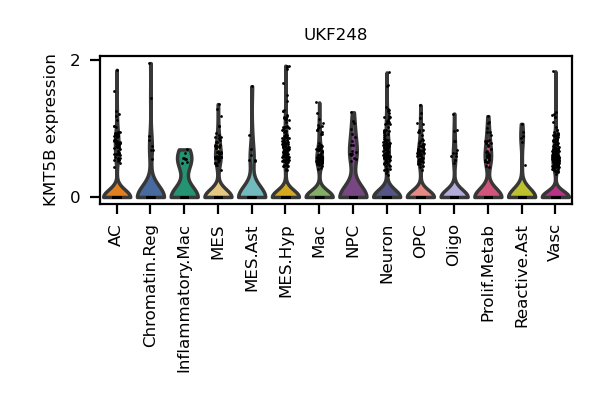 UKF248
KMT5B expression
2
0
AC
Chromatin.Reg
Inflammatory.Mac
MES
MES.Ast
MES.Hyp
Mac
NPC
Neuron
OPC
Oligo
Prolif.Metab
Reactive.Ast
Vasc